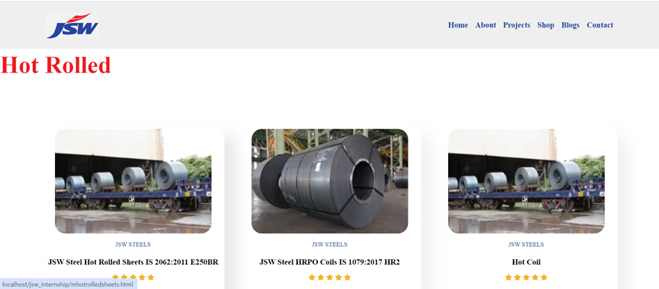 JSW
Home About Projects Shop Blogs Contact
Hot Rolled
JSW STEELS JSW STEELS JSW STEELS
JSW Steel Hot Rolled Sheets IS 2062:2011 E250BR JSW Steel HRPO Coils IS 1079:2017 HR2 Hot Coil
localhost/jsw_internship/mhotrolledsheets.html